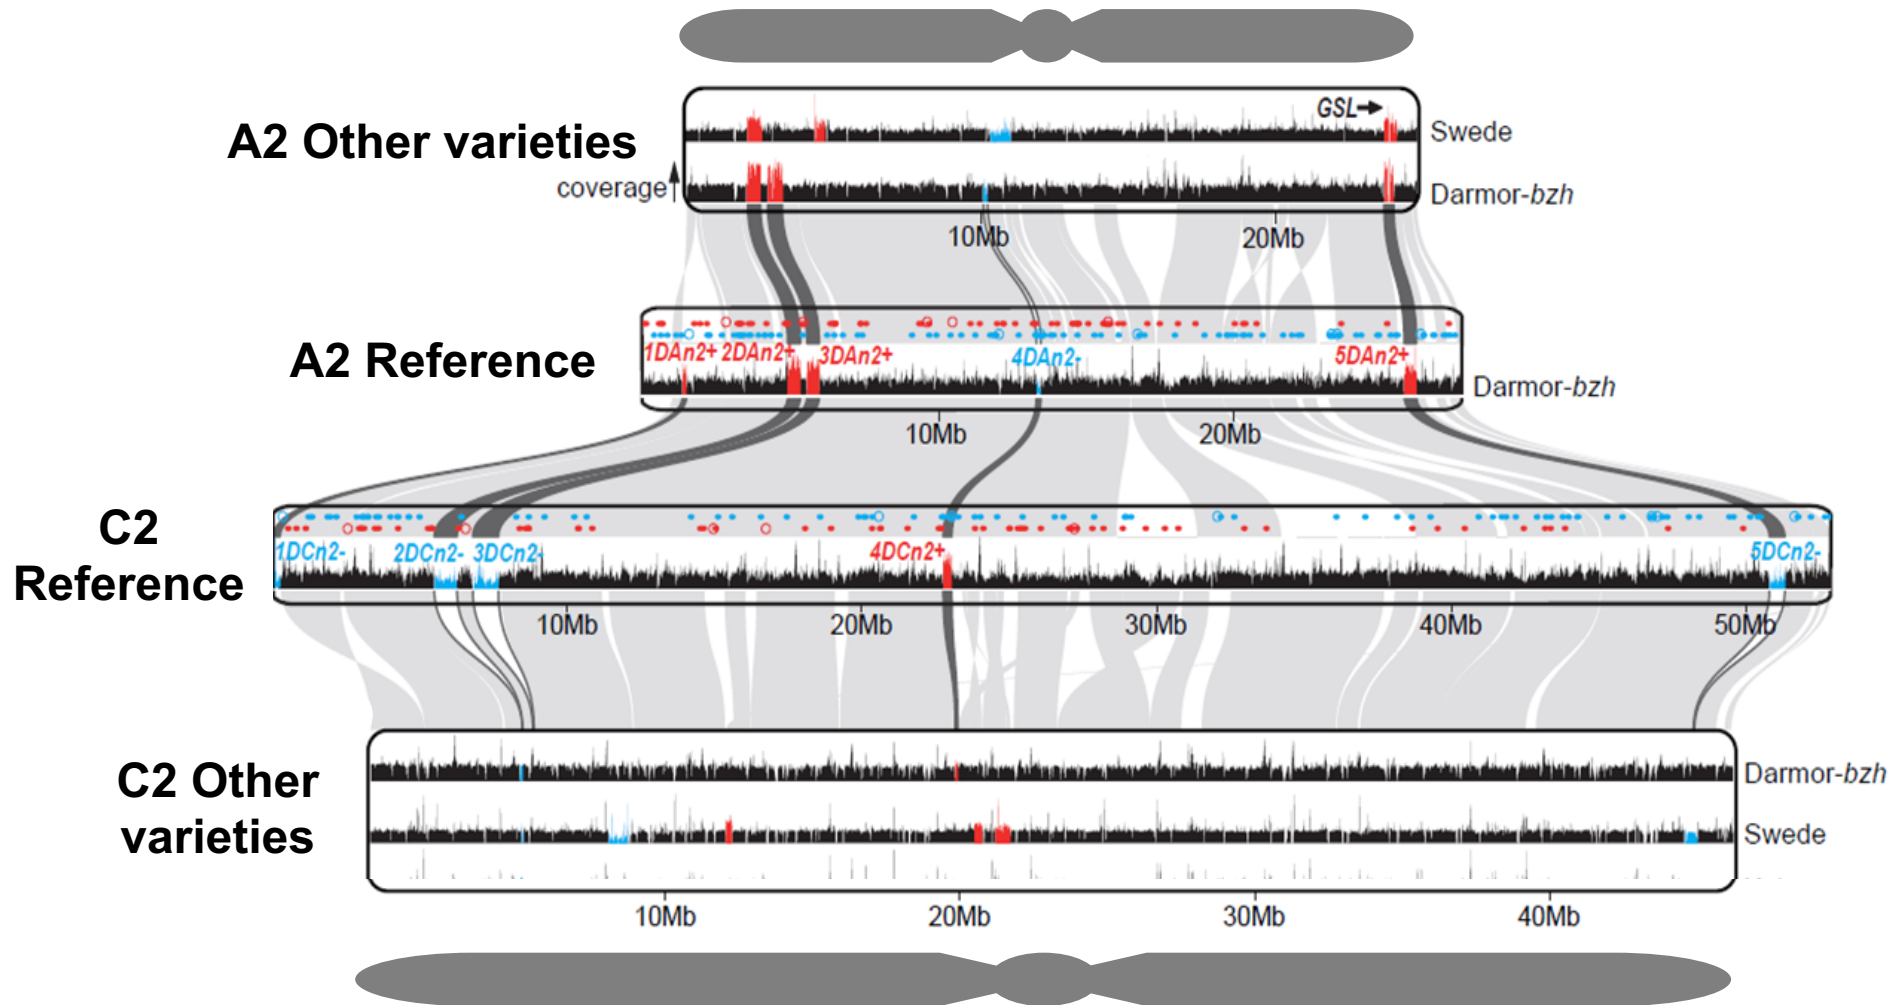 GSL
A2 Other varieties
Swede
coverage
Darmor-bzh
10Mb 20Mb
1DAn2+ 2DAn2+ 3DAn2+ 4DAn2- 5DAn2+
A2 Reference
Darmor-bzh
10Mb 20Mb
C2
Reference
1DCn2- 2DCn2- 3DCn2- 4DCn2+ 5DCn2-
10Mb 20Mb 30Mb 40Mb 50Mb
C2 Other
varieties
Darmor-bzh
Swede
10Mb 20Mb 30Mb 40Mb